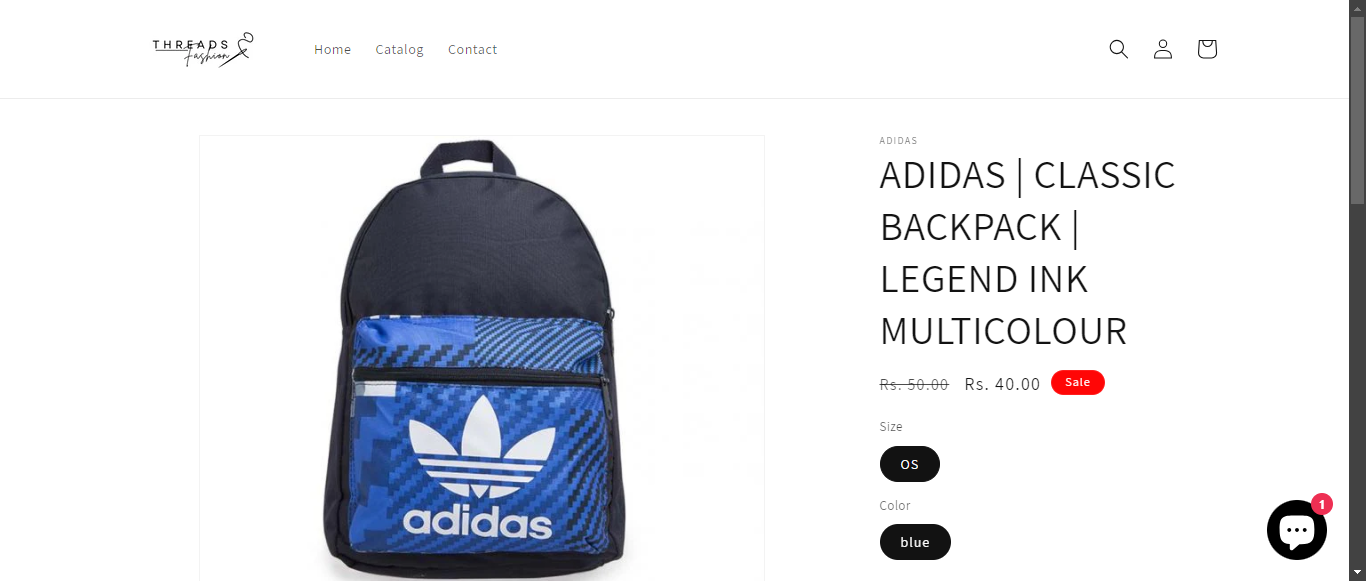 THREADS
Fashion
Home Catalog Contact
ADIDAS
ADIDAS | CLASSIC
BACKPACK |
LEGEND INK
MULTICOLOUR
Rs. 50.00 Rs. 40.00 Sale
Size
OS
Color
blue
adidas
1